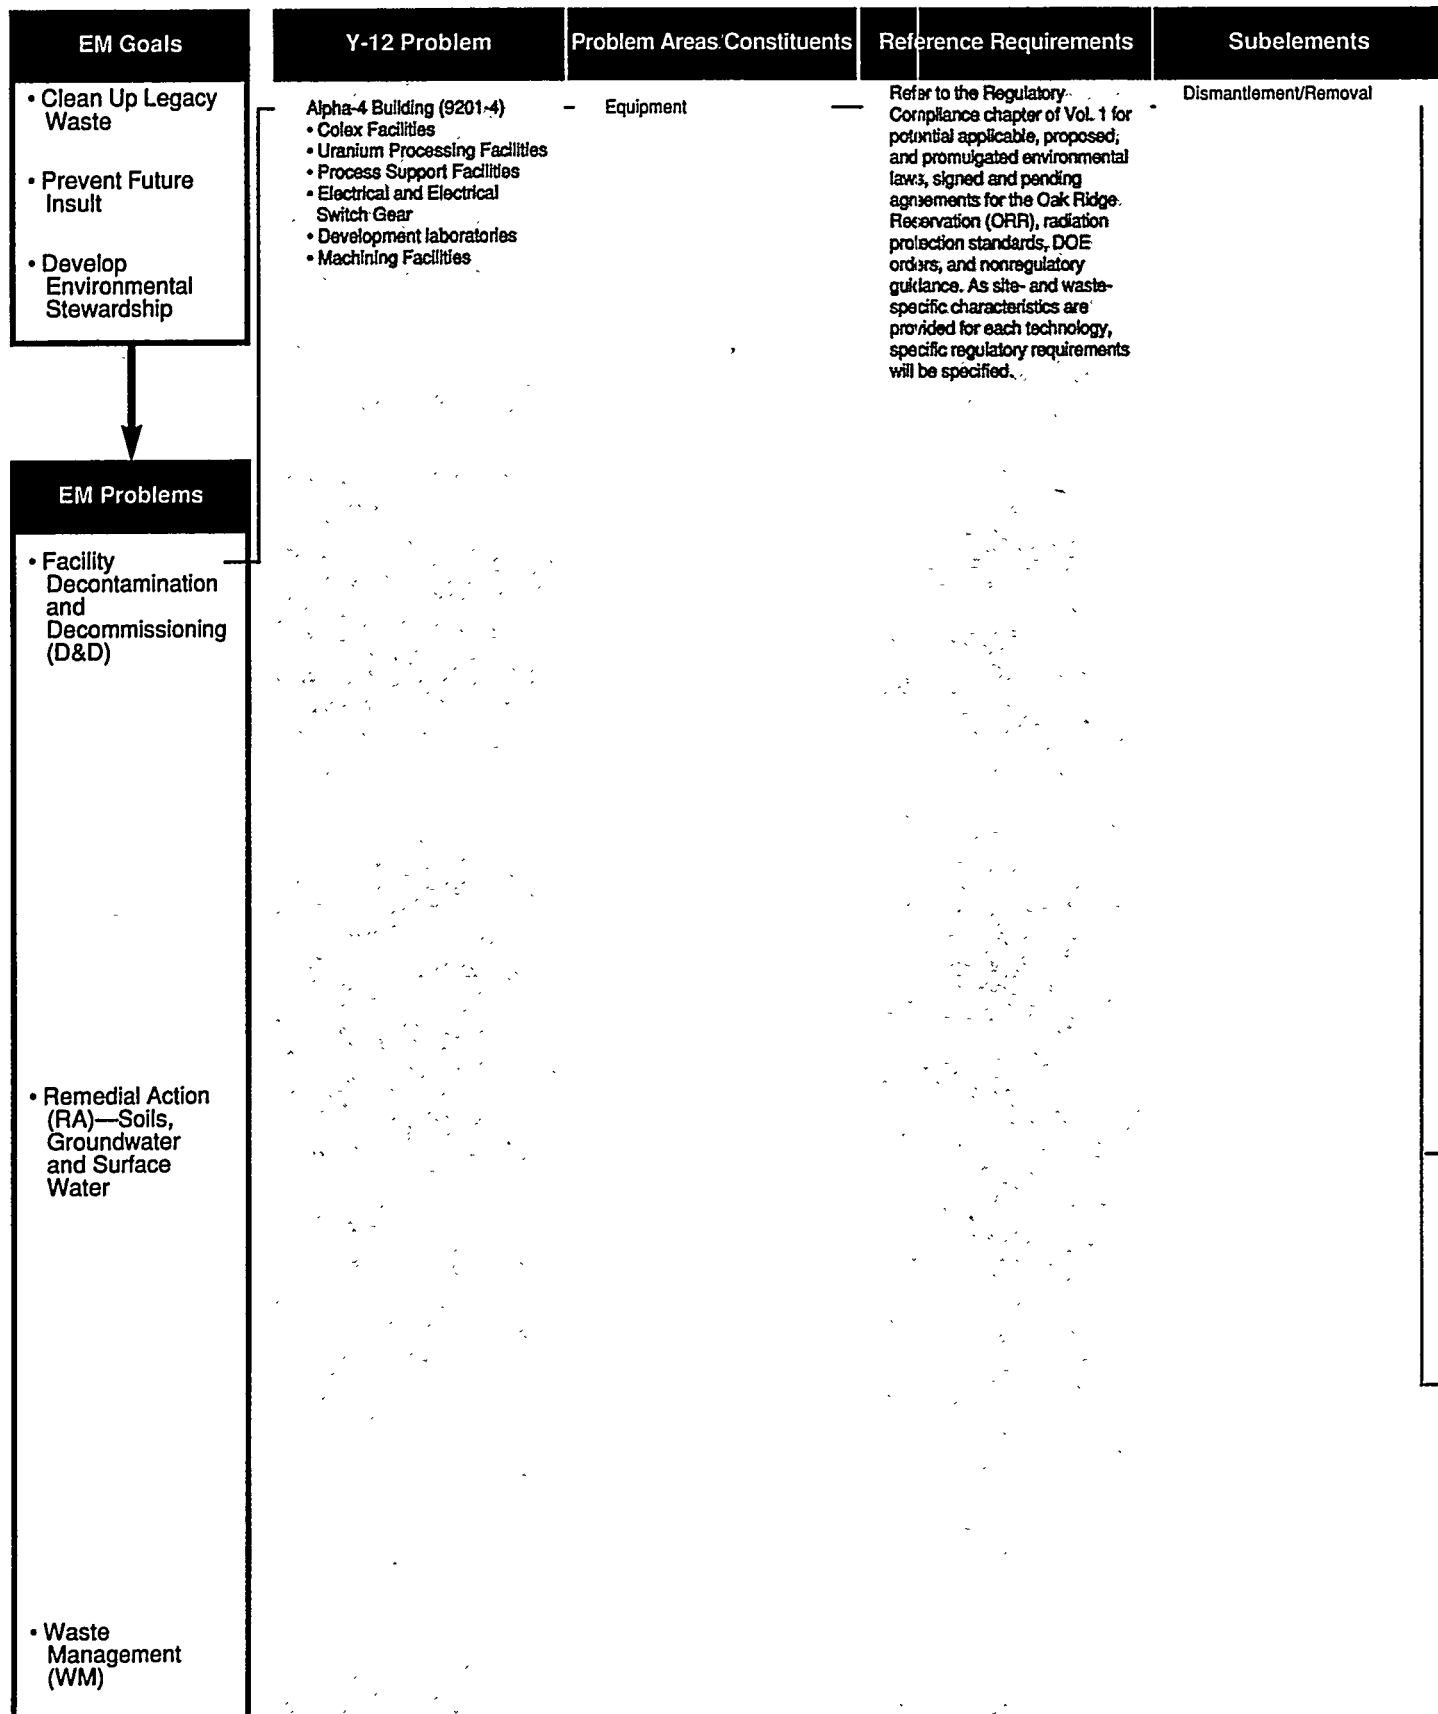 EM Goals
• Clean Up Legacy
Waste
• Prevent Future
Insult
• Develop
Environmental
Stewardship
EM Problems
• Facility
Decontamination
and
Decommissioning
(D&D)
• Remedial Action
(RA)—Soils,
Groundwater
and Surface
Water
• Waste
Management
(WM)
Y-12 Problem
Alpha-4 Building (9201-4)
• Colex Facilities
• Uranium Processing Facilities
• Process Support Facilities
• Electrical and Electrical
Switch Gear
• Development laboratories
• Machining Facilities
Problem Areas/Constituents
Equipment
Reference Requirements
Refer to the Regulatory
Compliance chapter of Vol. 1 for
potential applicable, proposed,
and promulgated environmental
laws, signed and pending
agreements for the Oak Ridge
Reservation (ORR), radiation
protection standards, DOE
orders, and nonregulatory
guidance. As site- and waste-
specific characteristics are
provided for each technology,
specific regulatory requirements
will be specified.
Subelements
Dismantlement/Removal